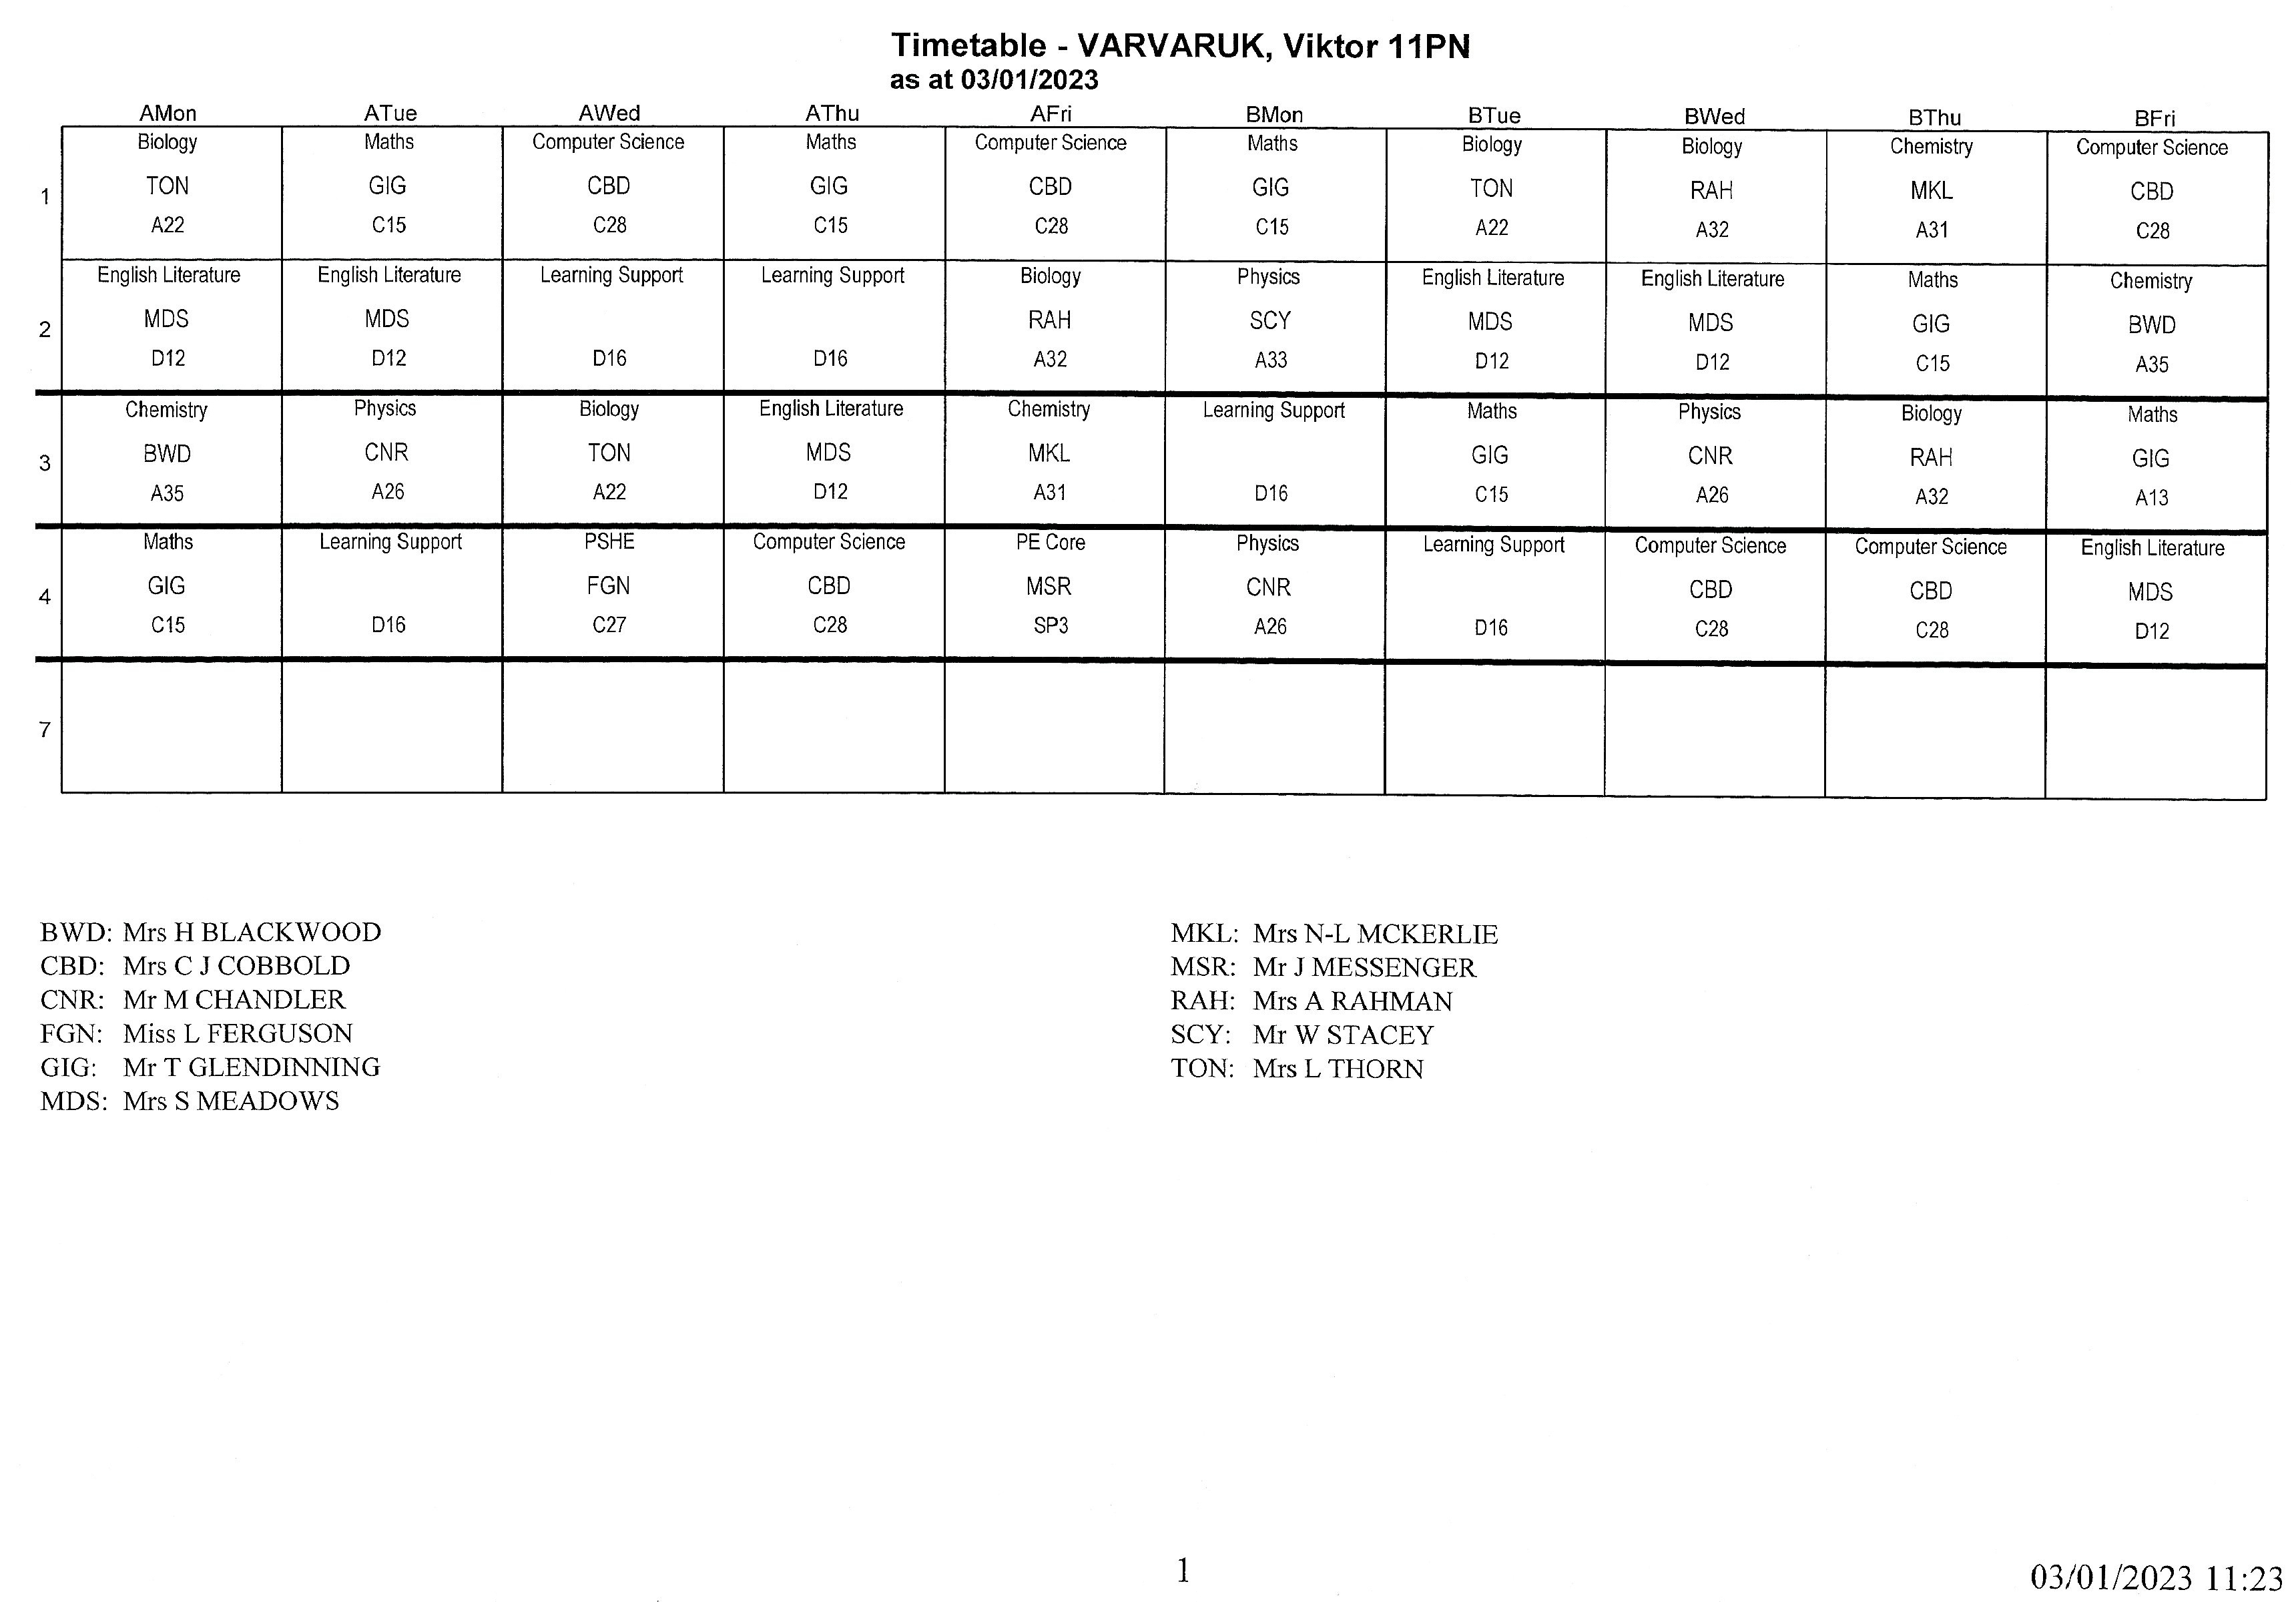 Timetable - VARVARUK, Viktor 11PN
as at 03/01/2023
AMon ATue AWed AThu AFri BMon BTue BWed BThu BFri
1
Biology Maths Computer Science Maths Computer Science Maths Biology Biology Chemistry Computer Science
TON GIG CBD GIG CBD GIG TON RAH MKL CBD
A22 C15 C28 C15 C28 C15 A22 A32 A31 C28
2
English Literature English Literature Learning Support Learning Support Biology Physics English Literature English Literature Maths Chemistry
MDS MDS RAH SCY MDS MDS GIG BWD
D12 D12 D16 D16 A32 A33 D12 D12 C15 A35
3
Chemistry Physics Biology English Literature Chemistry Learning Support Maths Physics Biology Maths
BWD CNR TON MDS MKL GIG CNR RAH GIG
A35 A26 A22 D12 A31 D16 C15 A26 A32 A13
4
Maths Learning Support PSHE Computer Science PE Core Physics Learning Support Computer Science Computer Science English Literature
GIG FGN CBD MSR CNR CBD CBD MDS
C15 D16 C27 C28 SP3 A26 D16 C28 C28 D12
7
BWD: Mrs H BLACKWOOD
CBD: Mrs C J COBBOLD
CNR: Mr M CHANDLER
FGN: Miss L FERGUSON
GIG: Mr T GLENDINNING
MDS: Mrs S MEADOWS
MKL: Mrs N-L MCKERLIE
MSR: Mr J MESSENGER
RAH: Mrs A RAHMAN
SCY: Mr W STACEY
TON: Mrs L THORN
1
03/01/2023 11:23